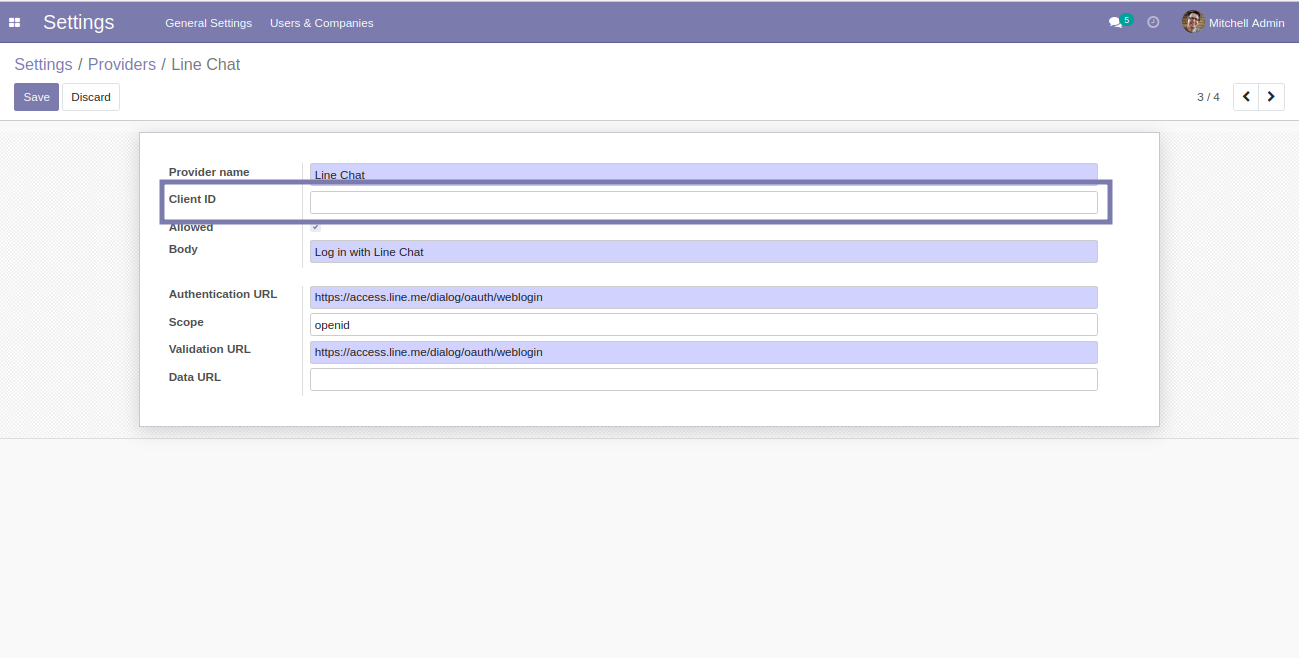 Settings General Settings Users & Companies 5 Mitchell Admin
Settings / Providers / Line Chat
Save Discard 3 / 4
Provider name Line Chat
Client ID
Allowed
Body Log in with Line Chat
Authentication URL https://access.line.me/dialog/oauth/weblogin
Scope openid
Validation URL https://access.line.me/dialog/oauth/weblogin
Data URL